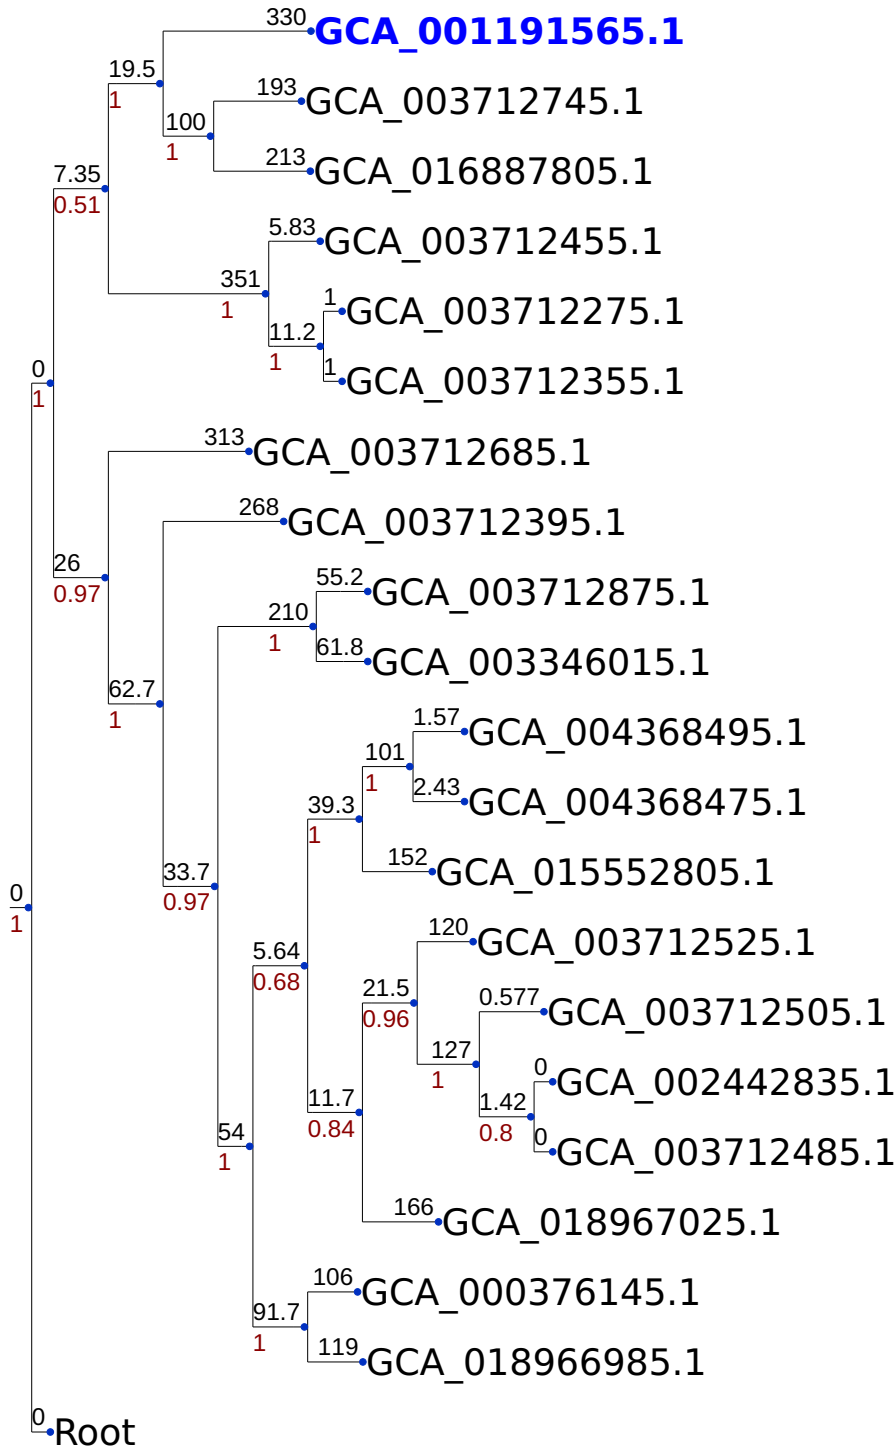 330
GCA_001191565.1
19.5
1
193
GCA_003712745.1
100
1
213
GCA_016887805.1
7.35
0.51
5.83
GCA_003712455.1
351
1
1
GCA_003712275.1
11.2
1
1
GCA_003712355.1
0
1
313
GCA_003712685.1
268
GCA_003712395.1
26
0.97
55.2
GCA_003712875.1
210
1
61.8
GCA_003346015.1
62.7
1
1.57
GCA_004368495.1
101
1
2.43
GCA_004368475.1
39.3
1
152
GCA_015552805.1
33.7
0.97
0
1
120
GCA_003712525.1
5.64
0.68
21.5
0.96
0.577
GCA_003712505.1
127
1
0
GCA_002442835.1
1.42
0.8
0
GCA_003712485.1
11.7
0.84
54
1
166
GCA_018967025.1
106
GCA_000376145.1
91.7
1
119
GCA_018966985.1
0
Root